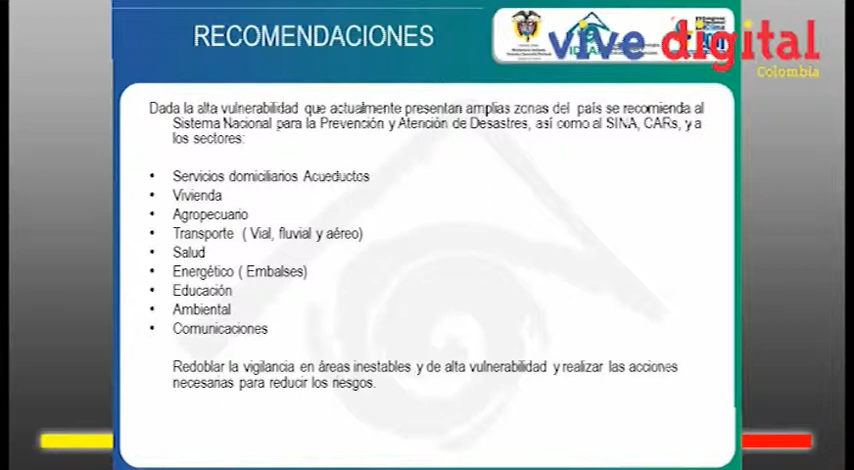 RECOMENDACIONES
vive digital
Colombia
Dada la alta vulnerabilidad que actualmente presentan amplias zonas del país se recomienda al
Sistema Nacional para la Prevención y Atención de Desastres, así como al SINA, CARs, y a
los sectores:
• Servicios domiciliarios Acueductos
• Vivienda
• Agropecuario
• Transporte ( Vial, fluvial y aéreo)
• Salud
• Energético ( Embalses)
• Educación
• Ambiental
• Comunicaciones
Redoblar la vigilancia en áreas inestables y de alta vulnerabilidad y realizar las acciones
necesarias para reducir los riesgos.